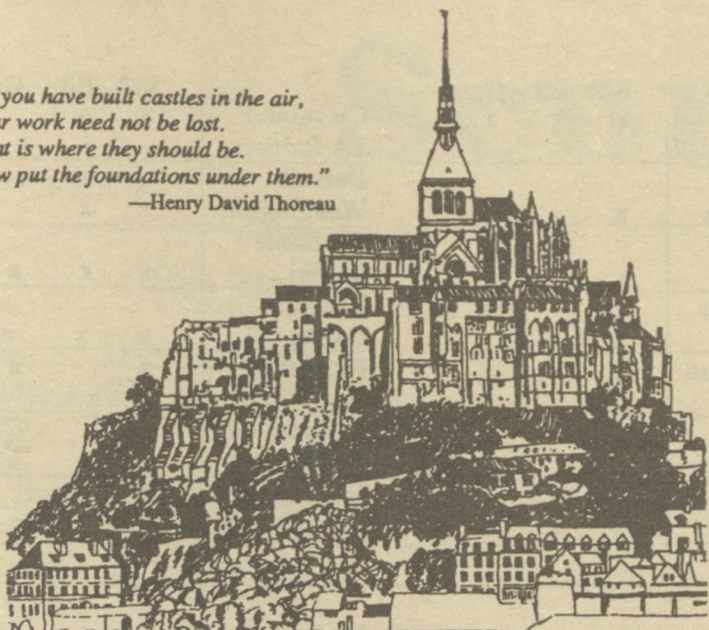 you have built castles in the air,
work need not be lost.
is where they should be.
put the foundations under them.”
—Henry David Thoreau